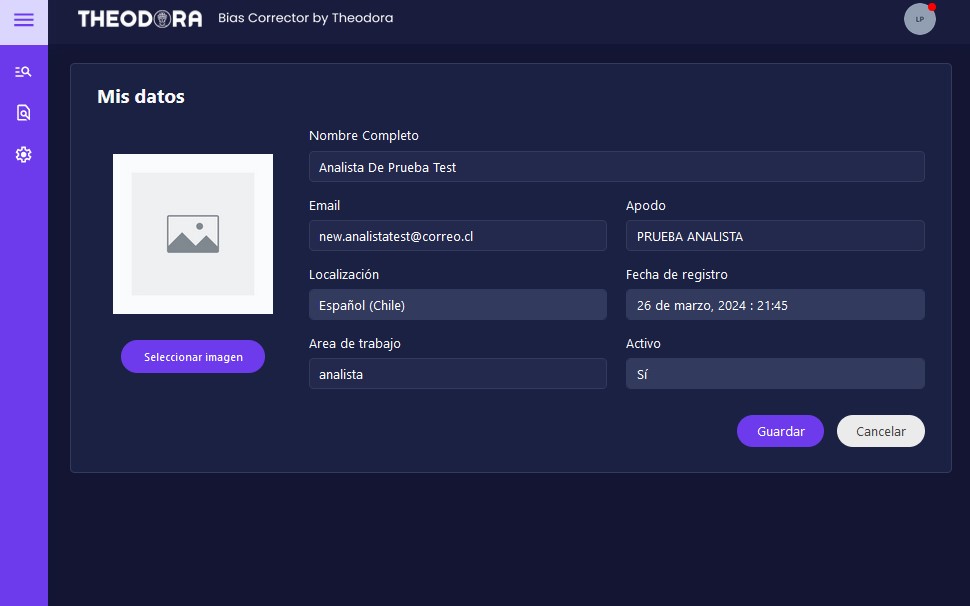 THEODORA Bias Corrector by Theodora
LP
Mis datos
Nombre Completo
Analista De Prueba Test
Email Apodo
new.analistatest@correo.cl PRUEBA ANALISTA
Localización Fecha de registro
Español (Chile) 26 de marzo, 2024 : 21:45
Area de trabajo Activo
analista Sí
Seleccionar imagen
Guardar Cancelar